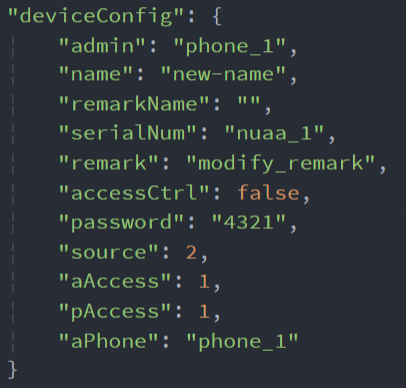 "deviceConfig": {
"admin": "phone_1",
"name": "new-name",
"remarkName": "",
"serialNum": "nuaa_1",
"remark": "modify_remark",
"accessCtrl": false,
"password": "4321",
"source": 2,
"aAccess": 1,
"pAccess": 1,
"aPhone": "phone_1"
}